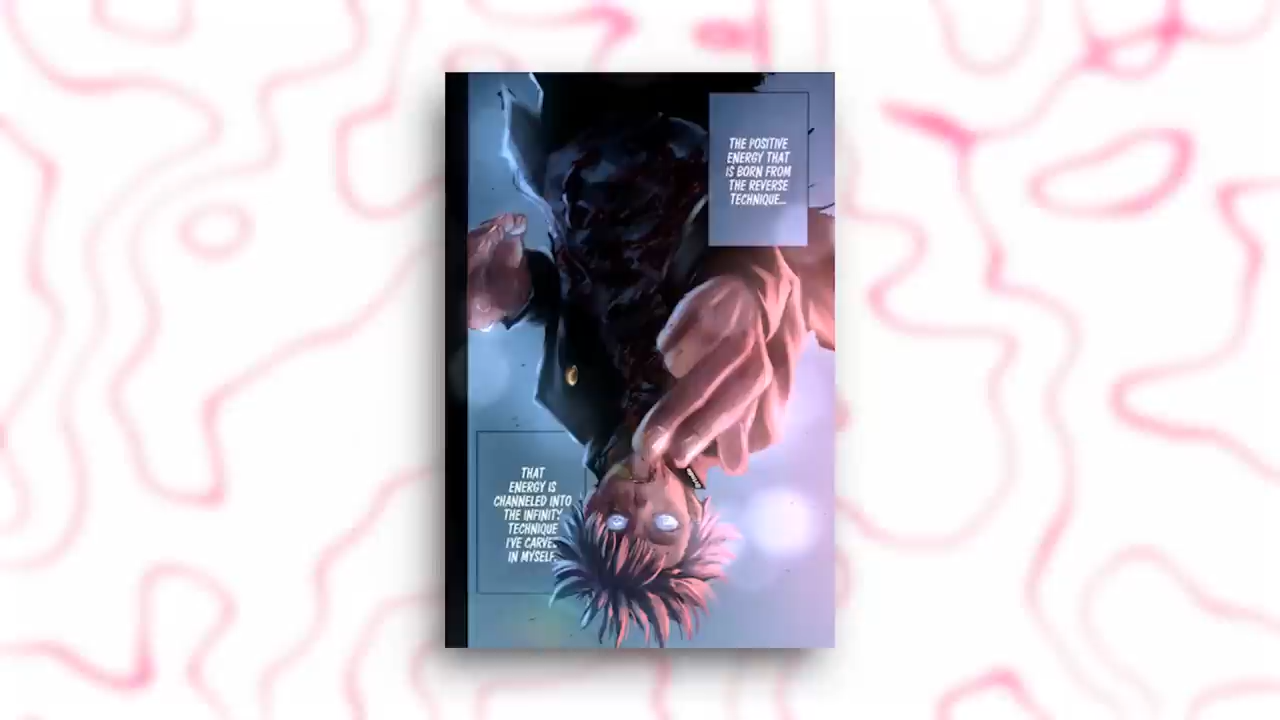 THE POSITIVE
ENERGY THAT
IS BORN FROM
THE REVERSE
TECHNIQUE...
THAT
ENERGY IS
CHANNELED INTO
THE INFINITY
TECHNIQUE
I'VE CARVED
IN MYSELF.